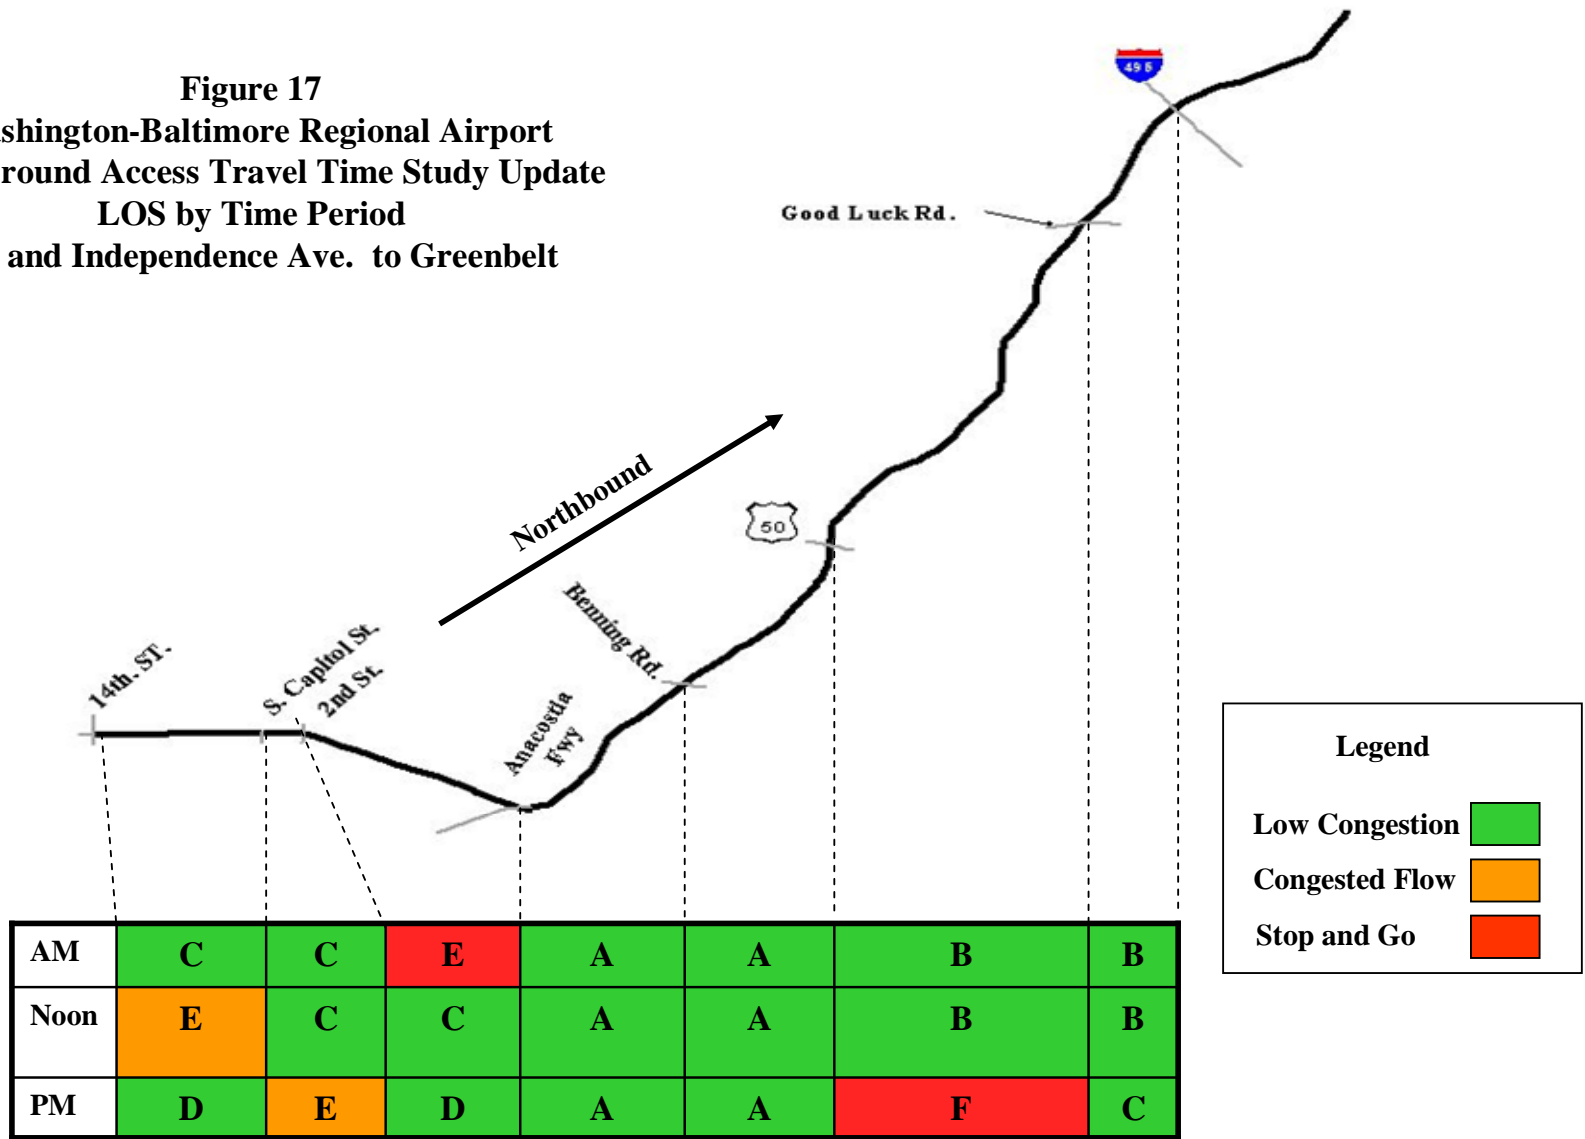 Figure 17
shington-Baltimore Regional Airport
round Access Travel Time Study Update
LOS by Time Period
and Independence Ave. to Greenbelt
495
Good Luck Rd.
Northbound
50
Benning Rd.
14th. ST.
S. Capitol St.
2nd St.
Anacostia
Fwy
Legend
Low Congestion
Congested Flow
Stop and Go
AM C C E A A B B
Noon E C C A A B B
PM D E D A A F C